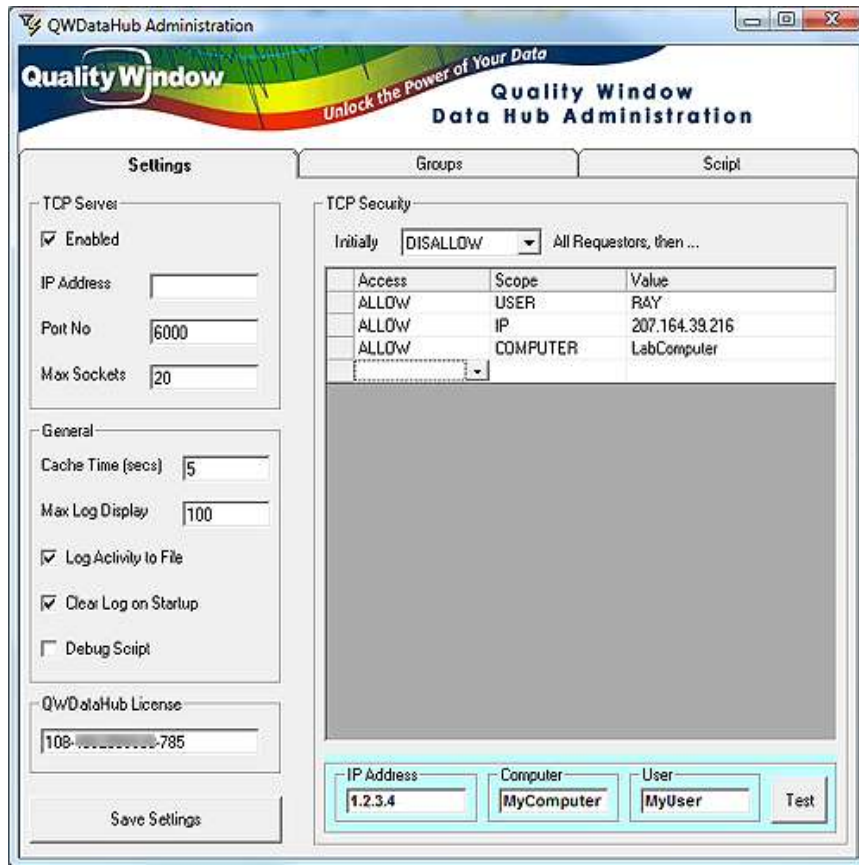 QWDataHub Administration
Quality Window
Unlock the Power of Your Data
Quality Window
Data Hub Administration
Settings
Groups
Script
TCP Server
Enabled
IP Address
Port No 6000
Max Sockets 20
General
Cache Time (secs) 5
Max Log Display 100
Log Activity to File
Clear Log on Startup
Debug Script
QWDataHub License
108- -785
Save Settings
TCP Security
Initially DISALLOW All Requestors, then ...
Access Scope Value
ALLOW USER RAY
ALLOW IP 207.164.39.216
ALLOW COMPUTER LabComputer
IP Address Computer User
1.2.3.4 MyComputer MyUser Test